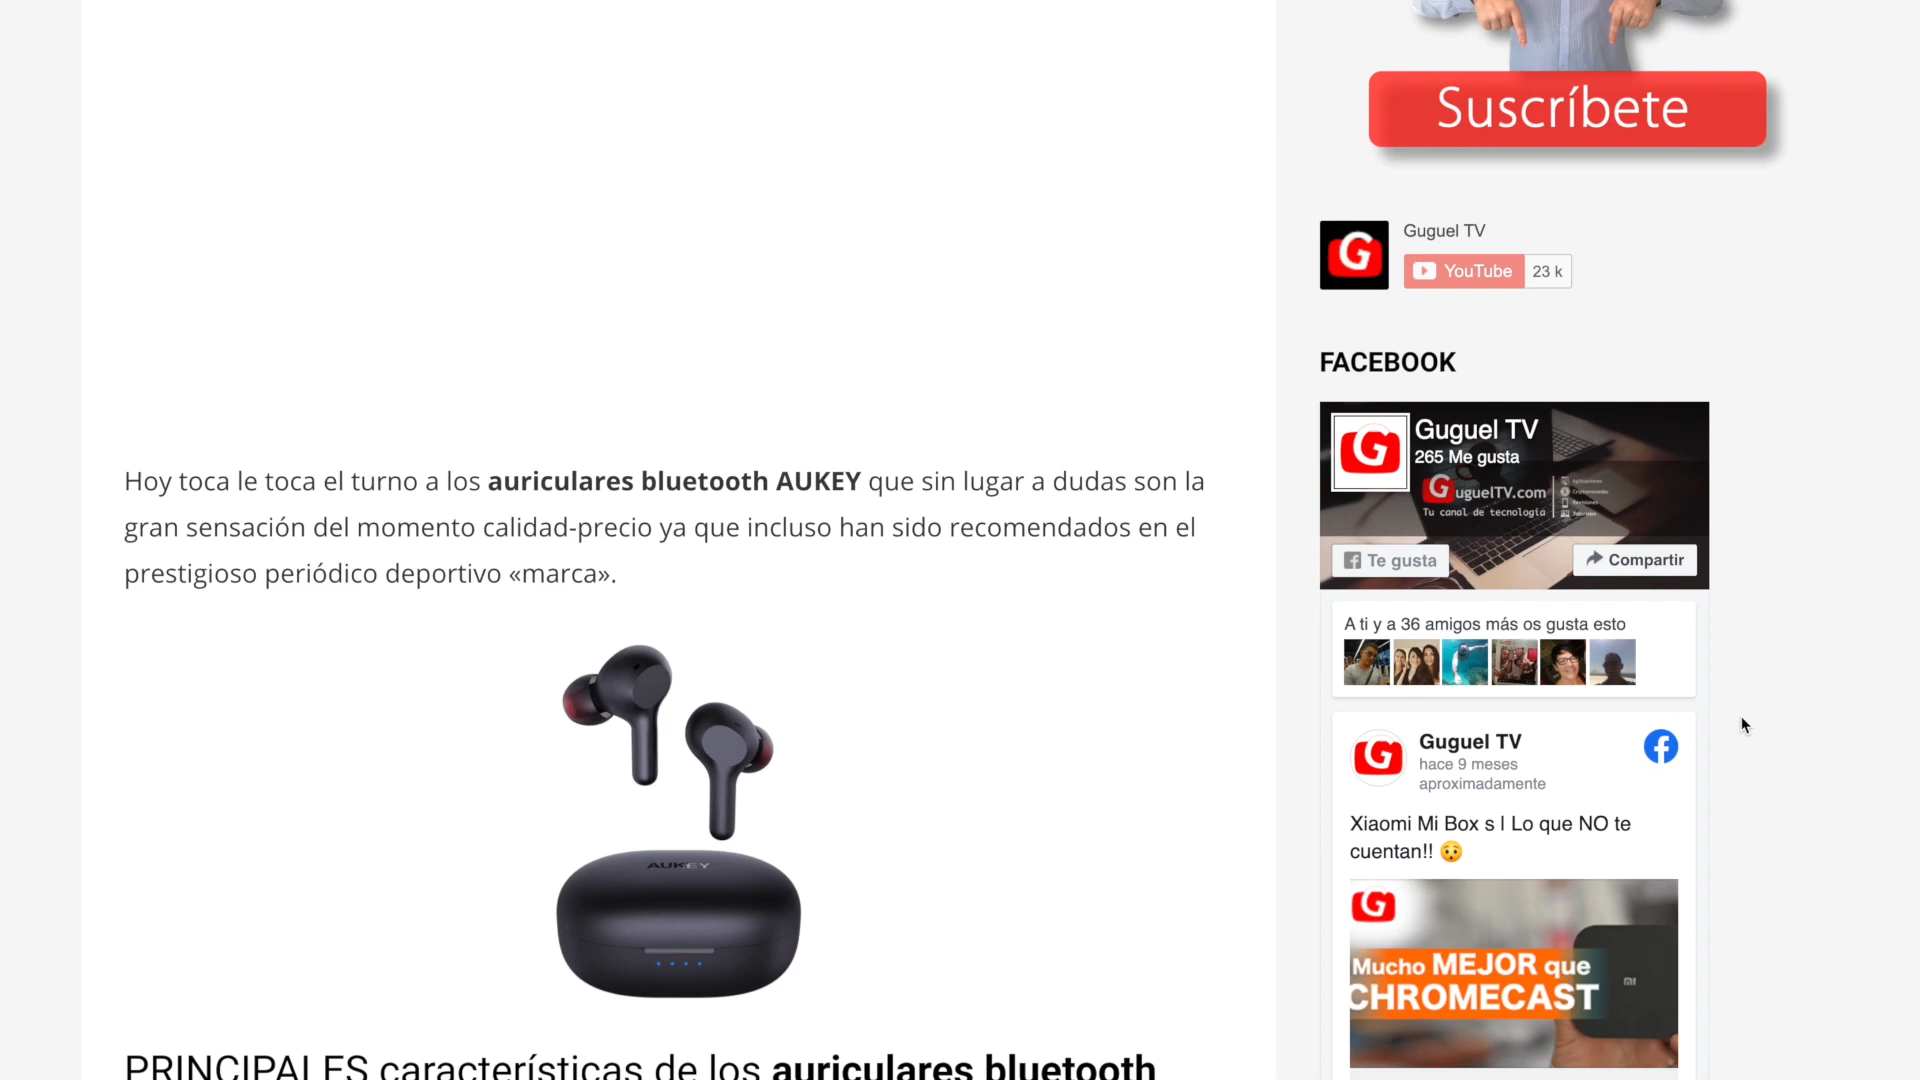 Suscríbete
Guguel TV
YouTube 23 k
FACEBOOK
Guguel TV
265 Me gusta
GuguelTV.com
Tu canal de tecnología
Te gusta
Compartir
A ti y a 36 amigos más os gusta esto
Guguel TV
hace 9 meses
aproximadamente
Xiaomi Mi Box s | Lo que NO te
cuentan!! 😯
Mucho MEJOR que
CHROMECAST
Hoy toca le toca el turno a los auriculares bluetooth AUKEY que sin lugar a dudas son la
gran sensación del momento calidad-precio ya que incluso han sido recomendados en el
prestigioso periódico deportivo «marca».
AUKEY
PRINCIPALES características de los auriculares bluetooth